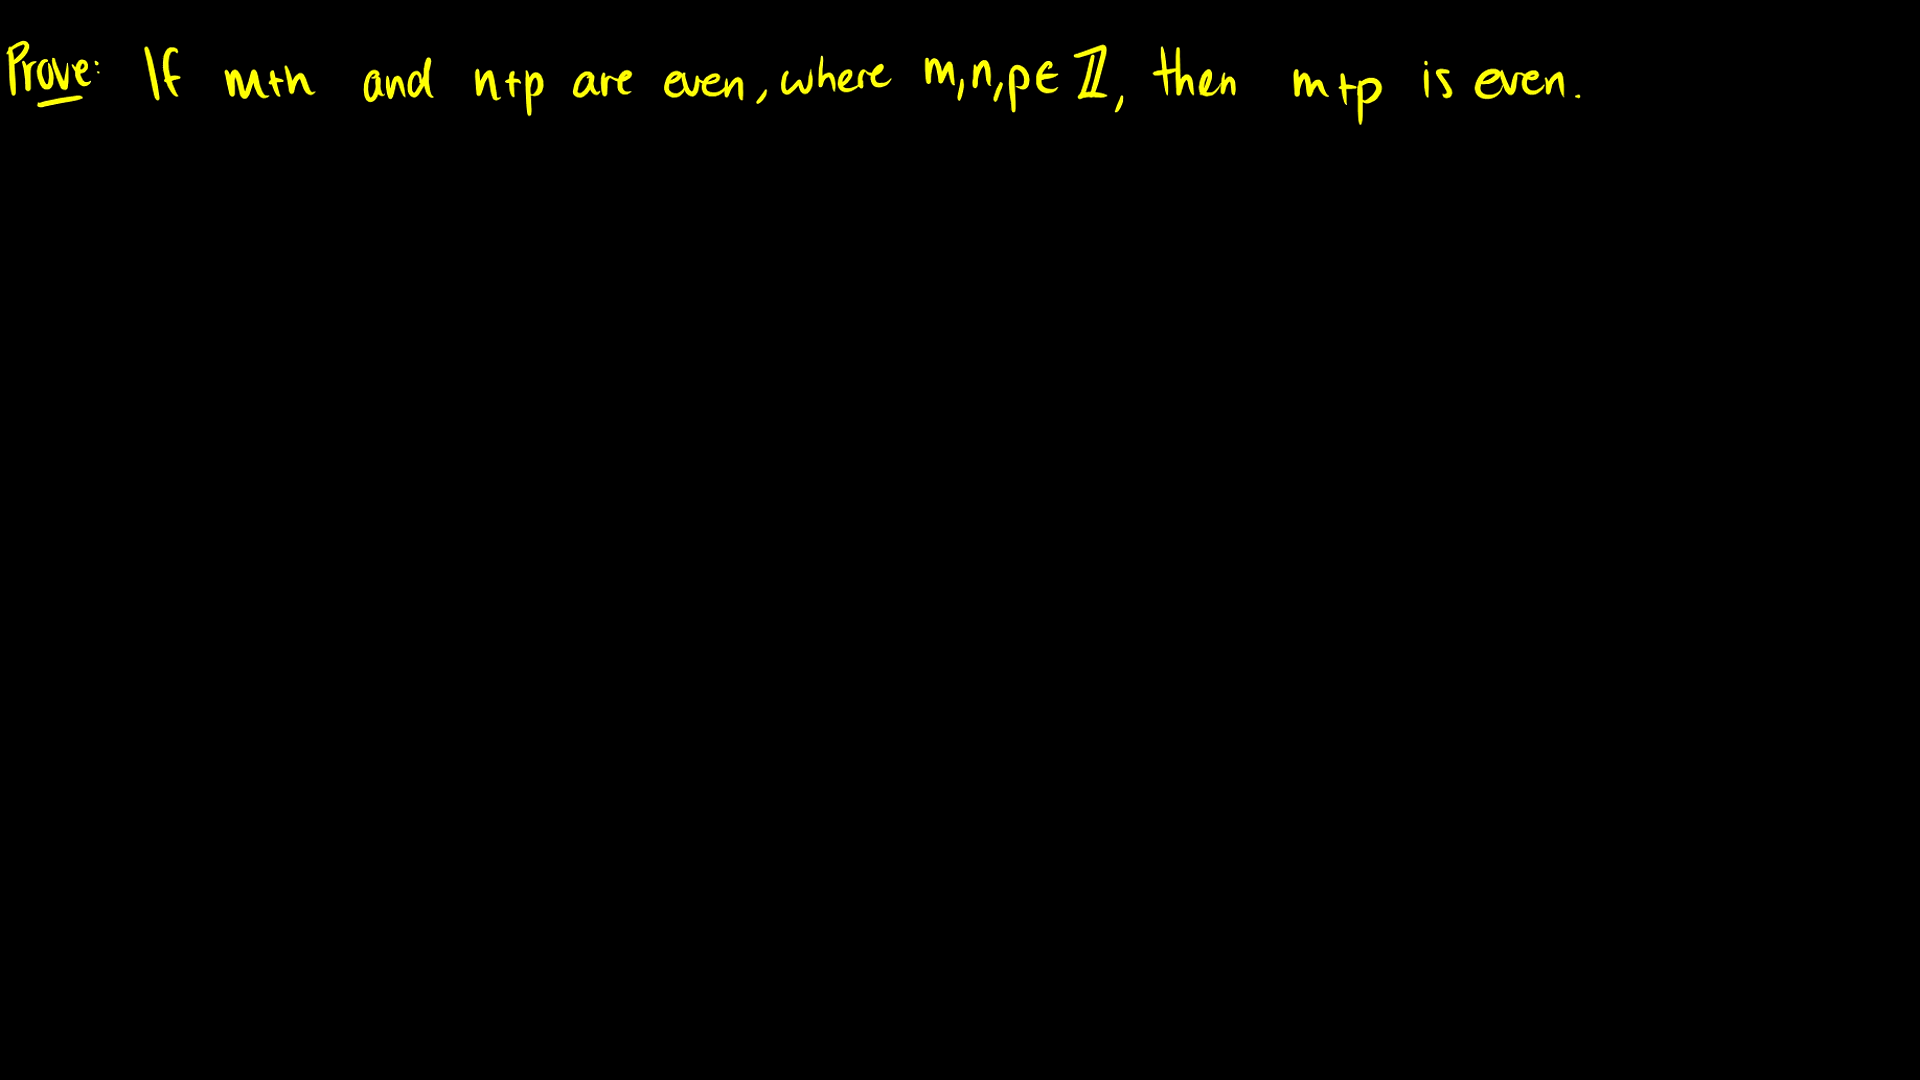 Prove: If m+n and n+p are even, where m,n,p∈ℤ, then m+p is even.